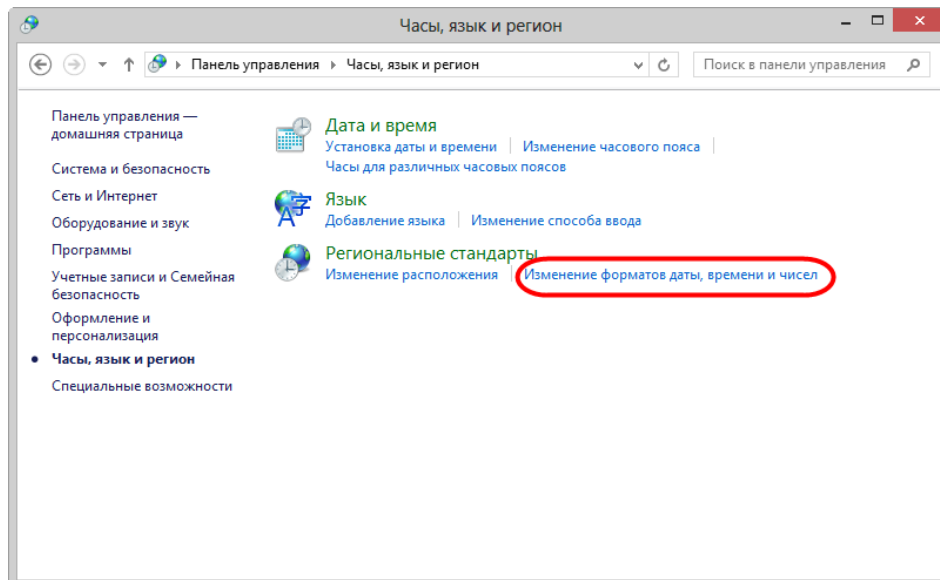 Часы, язык и регион
Панель управления
Часы, язык и регион
Поиск в панели управления
Панель управления —
домашняя страница
Система и безопасность
Сеть и Интернет
Оборудование и звук
Программы
Учетные записи и Семейная
безопасность
Оформление и
персонализация
Часы, язык и регион
Специальные возможности
Дата и время
Установка даты и времени
Изменение часового пояса
Часы для различных часовых поясов
Язык
Добавление языка
Изменение способа ввода
Региональные стандарты
Изменение расположения
Изменение форматов даты, времени и чисел